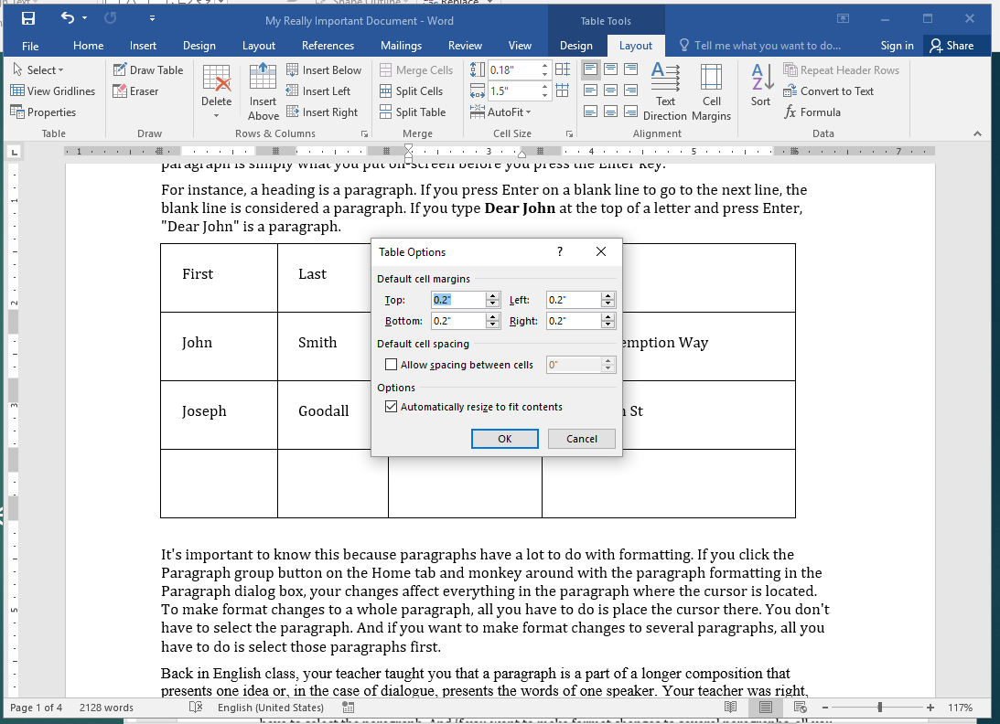 My Really Important Document - Word
Table Tools
File Home Insert Design Layout References Mailings Review View Design Layout Tell me what you want to do... Sign in Share
Select Draw Table Insert Below Merge Cells 0.18" Repeat Header Rows
View Gridlines Eraser Delete Insert Above Insert Left Split Cells 1.5" Text Direction Cell Margins Sort Convert to Text
Properties Insert Right Split Table AutoFit Formula
Table Draw Rows & Columns Merge Cell Size Alignment Data
1 3 4 5 6 7
paragraph is simply what you put on-screen before you press the Enter key.
For instance, a heading is a paragraph. If you press Enter on a blank line to go to the next line, the
blank line is considered a paragraph. If you type Dear John at the top of a letter and press Enter,
"Dear John" is a paragraph.
First Last
John Smith emption Way
Joseph Goodall St
Table Options
Default cell margins
Top: 0.2" Left: 0.2"
Bottom: 0.2" Right: 0.2"
Default cell spacing
Allow spacing between cells 0"
Options
Automatically resize to fit contents
OK Cancel
It's important to know this because paragraphs have a lot to do with formatting. If you click the
Paragraph group button on the Home tab and monkey around with the paragraph formatting in the
Paragraph dialog box, your changes affect everything in the paragraph where the cursor is located.
To make format changes to a whole paragraph, all you have to do is place the cursor there. You don't
have to select the paragraph. And if you want to make format changes to several paragraphs, all you
have to do is select those paragraphs first.
Back in English class, your teacher taught you that a paragraph is a part of a longer composition that
presents one idea or, in the case of dialogue, presents the words of one speaker. Your teacher was right,
Page 1 of 4 2128 words English (United States) 117%